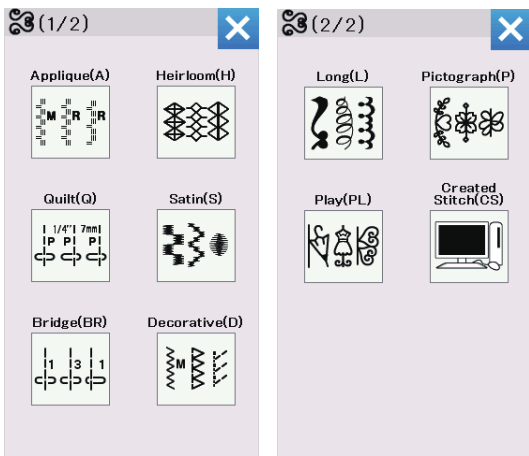 (1/2)
Applique(A) Heirloom(H)
M R R
Quilt(Q) Satin(S)
1/4" 7mm
P P P
Bridge(BR) Decorative(D)
1 3 1 M
(2/2)
Long(L) Pictograph(P)
Play(PL) Created
Stitch(CS)